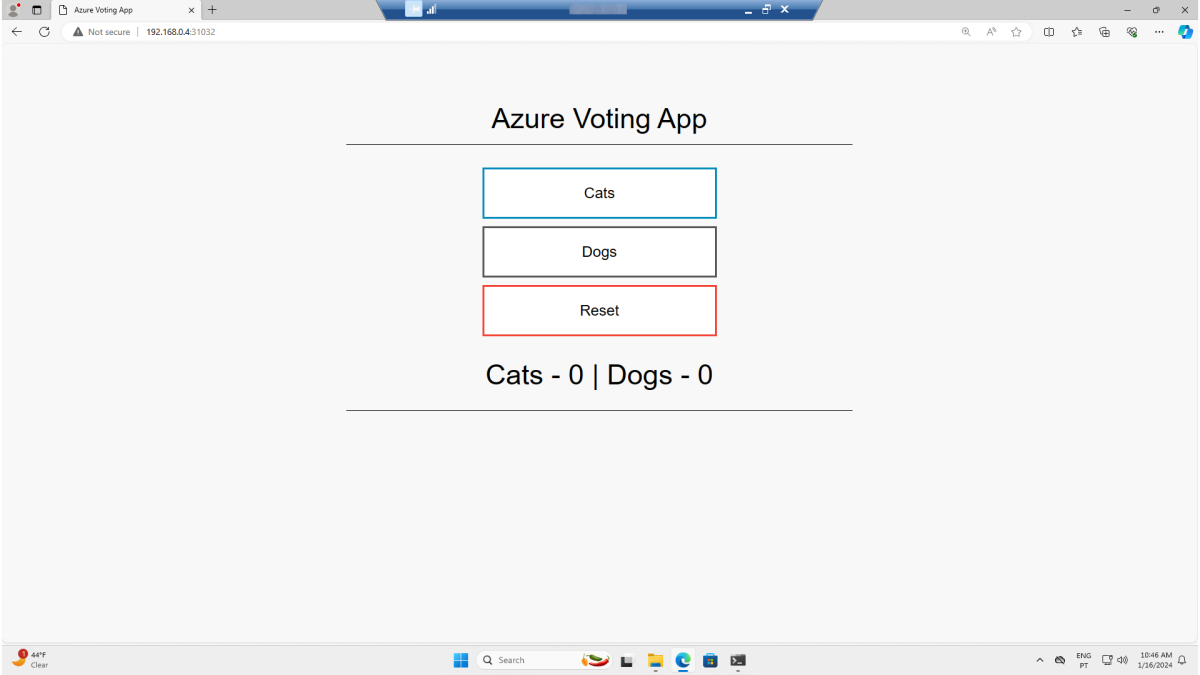 Azure Voting App
Not secure
192.168.0.4:31032
Azure Voting App
Cats
Dogs
Reset
Cats - 0 | Dogs - 0
1
44°F
Clear
Search
ENG
PT
10:46 AM
1/16/2024